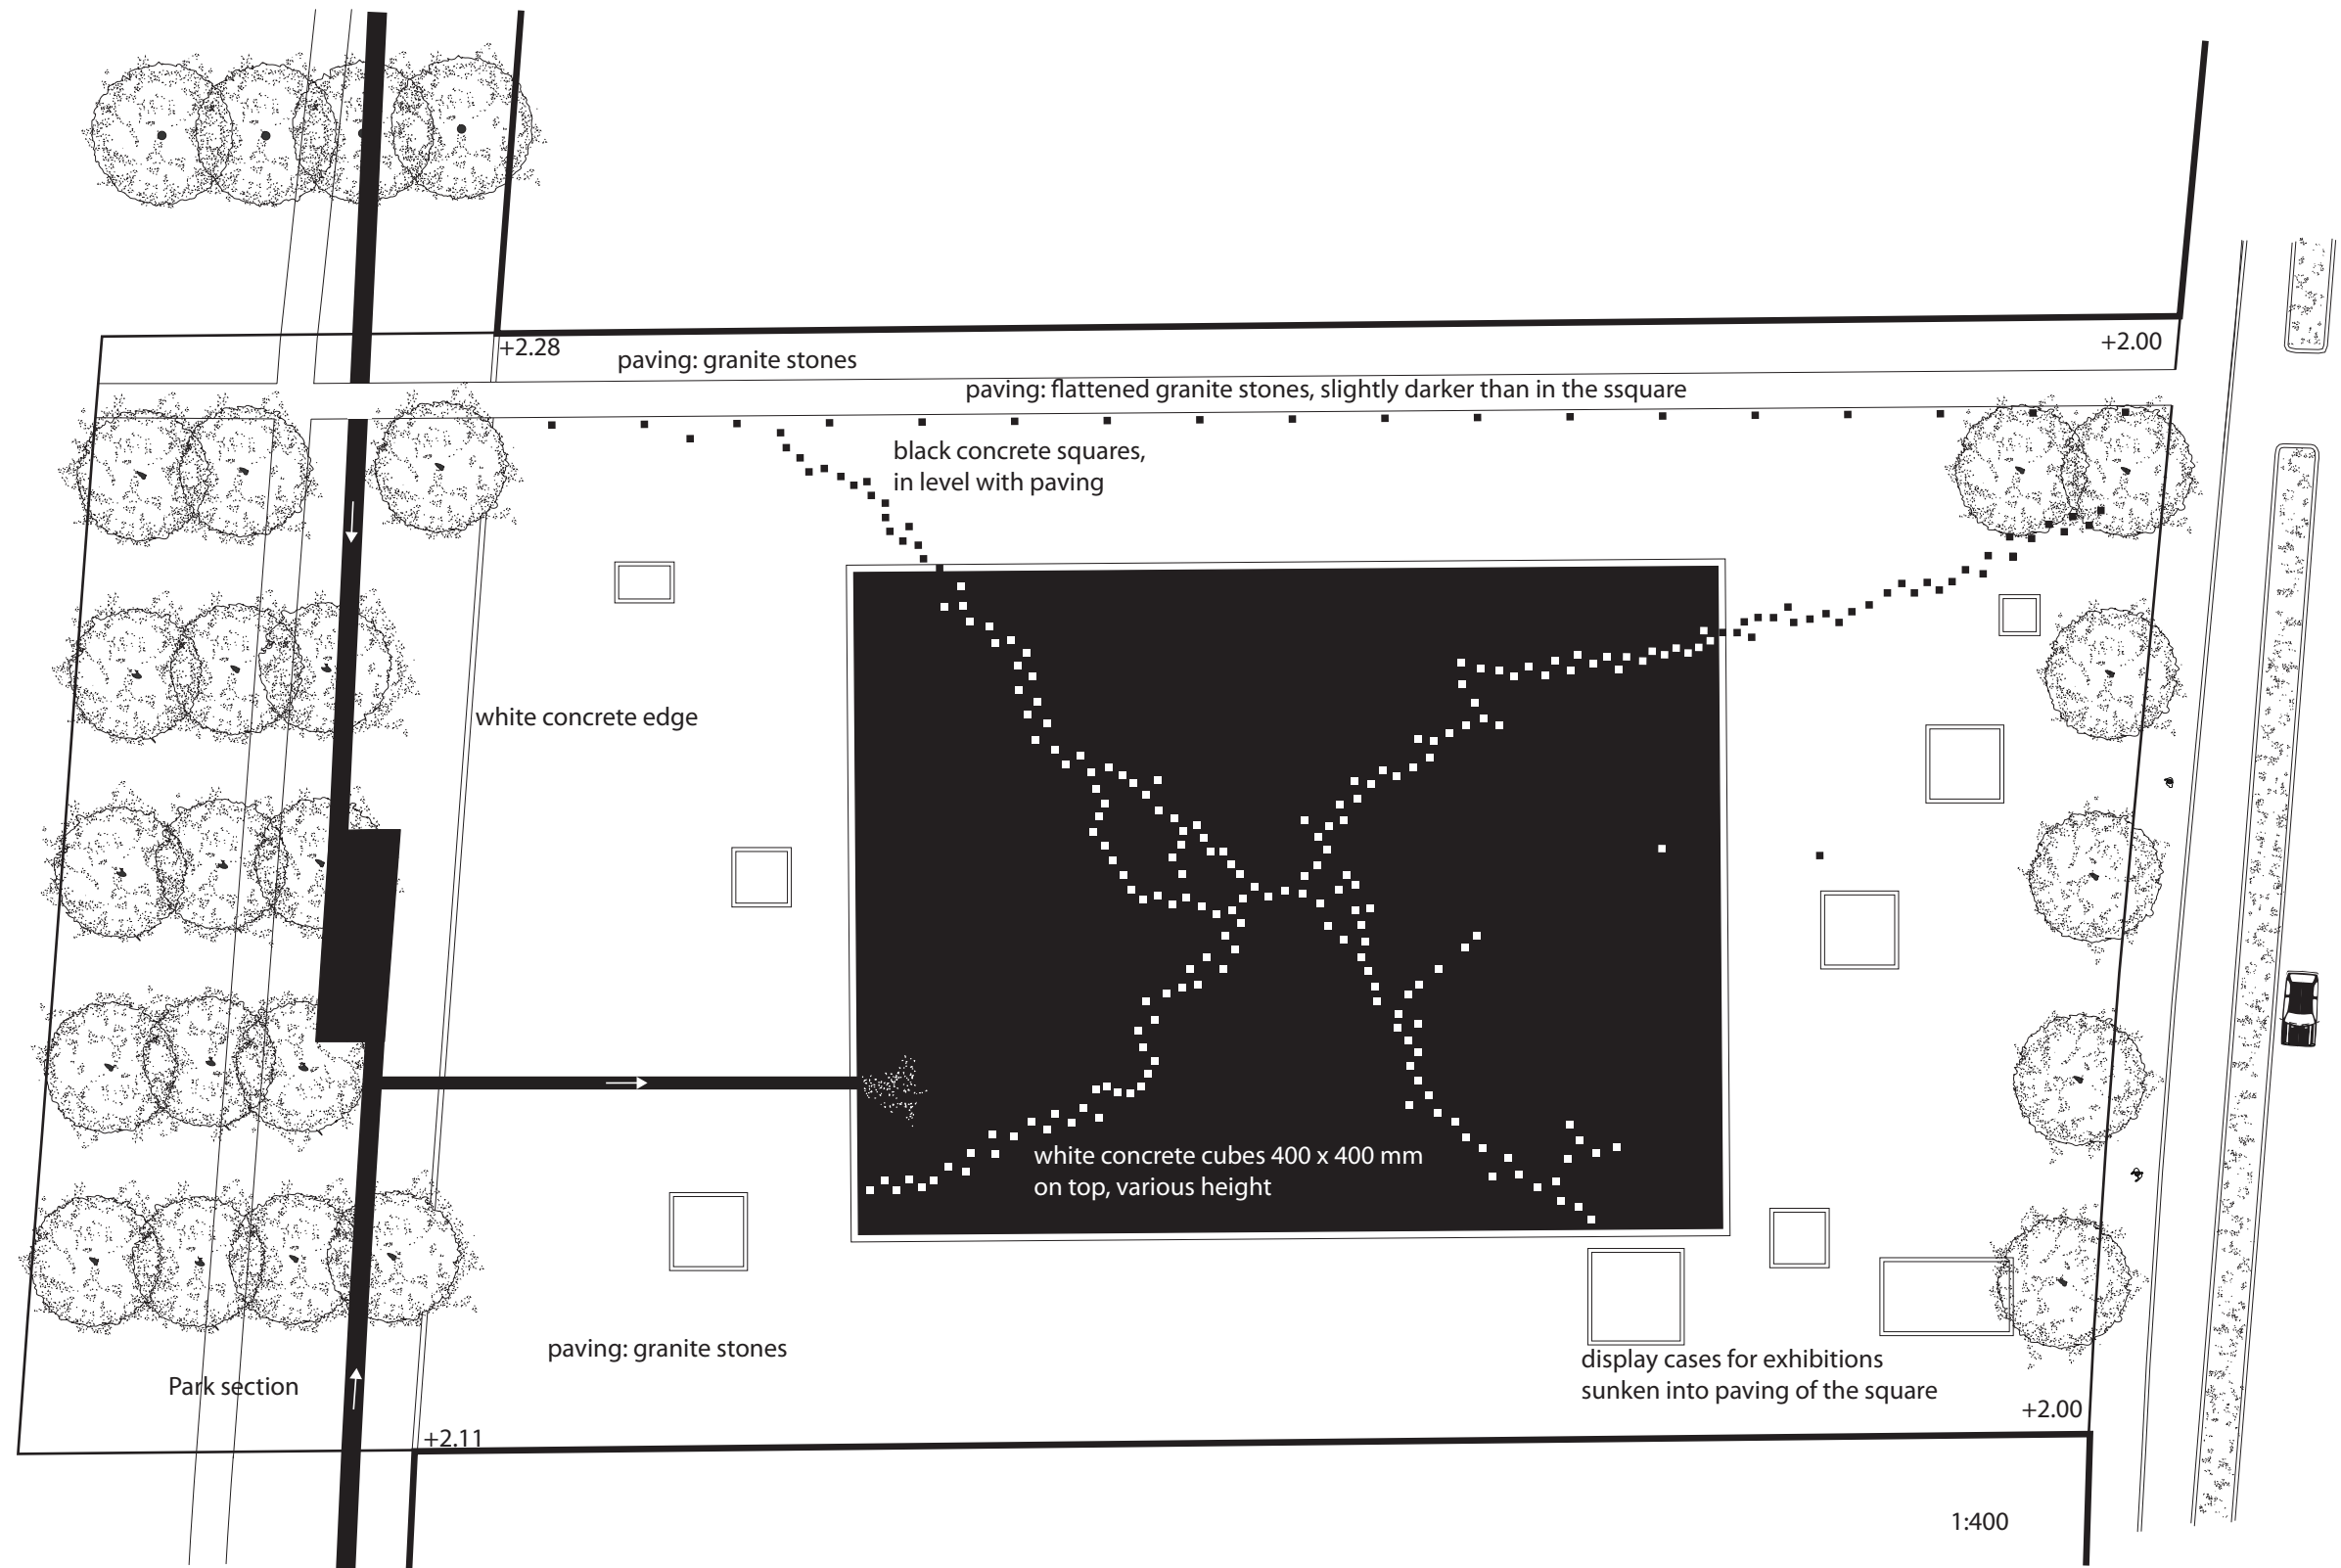 +2.28
paving: granite stones
+2.00
paving: flattened granite stones, slightly darker than in the ssquare
black concrete squares,
in level with paving
white concrete edge
white concrete cubes 400 x 400 mm
on top, various height
paving: granite stones
display cases for exhibitions
sunken into paving of the square
Park section
+2.00
+2.11
1:400